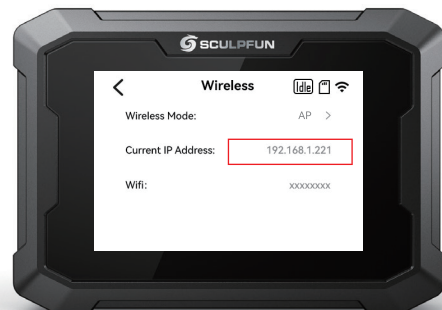 SCULPFUN
Wireless
Idle
Wireless Mode: AP >
Current IP Address: 192.168.1.221
Wifi: xxxxxxxx